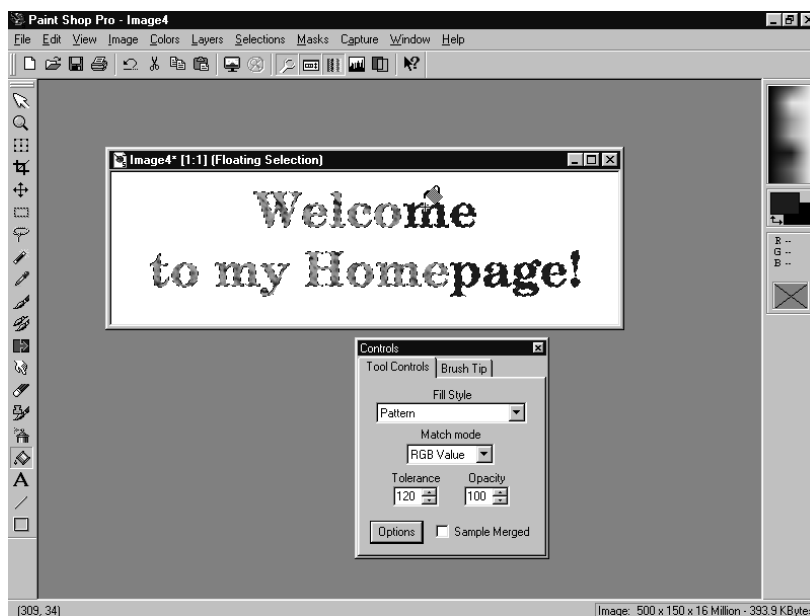 Paint Shop Pro - Image4
File Edit View Image Colors Layers Selections Masks Capture Window Help
Image4* [1:1] (Floating Selection)
Welcome
to my Homepage!
R --
G --
B --
Controls
Tool Controls Brush Tip
Fill Style
Pattern
Match mode
RGB Value
Tolerance Opacity
120 100
Options Sample Merged
(309, 34) Image: 500 x 150 x 16 Million - 393.9 KBytes